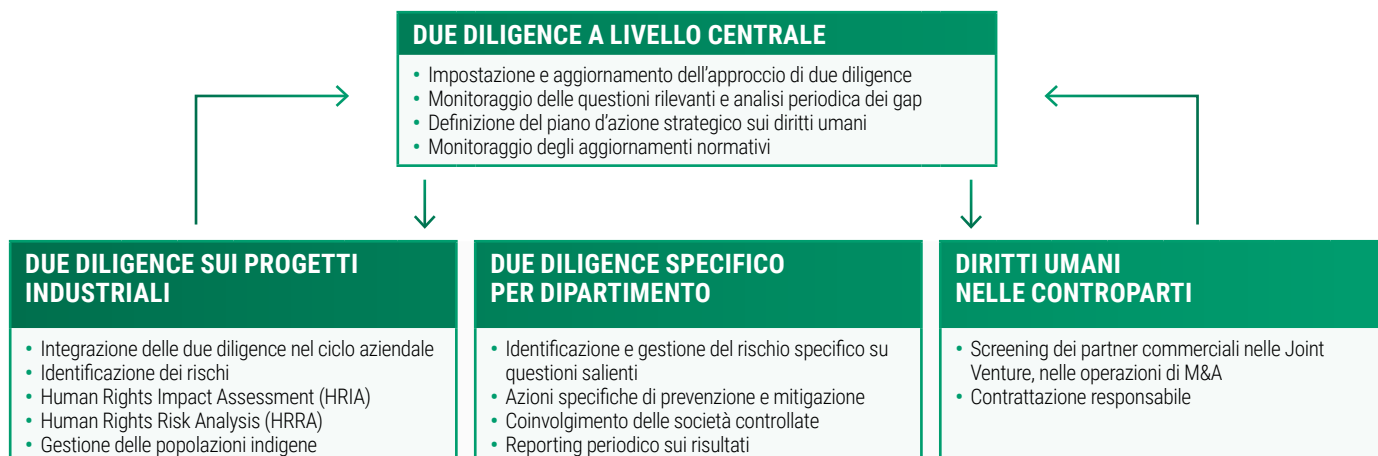 DUE DILIGENCE A LIVELLO CENTRALE
• Impostazione e aggiornamento dell'approccio di due diligence
• Monitoraggio delle questioni rilevanti e analisi periodica dei gap
• Definizione del piano d'azione strategico sui diritti umani
• Monitoraggio degli aggiornamenti normativi
DUE DILIGENCE SUI PROGETTI
INDUSTRIALI
• Integrazione delle due diligence nel ciclo aziendale
• Identificazione dei rischi
• Human Rights Impact Assessment (HRIA)
• Human Rights Risk Analysis (HRRA)
• Gestione delle popolazioni indigene
DUE DILIGENCE SPECIFICO
PER DIPARTIMENTO
• Identificazione e gestione del rischio specifico su
questioni salienti
• Azioni specifiche di prevenzione e mitigazione
• Coinvolgimento delle società controllate
• Reporting periodico sui risultati
DIRITTI UMANI
NELLE CONTROPARTI
• Screening dei partner commerciali nelle Joint
Venture, nelle operazioni di M&A
• Contrattazione responsabile